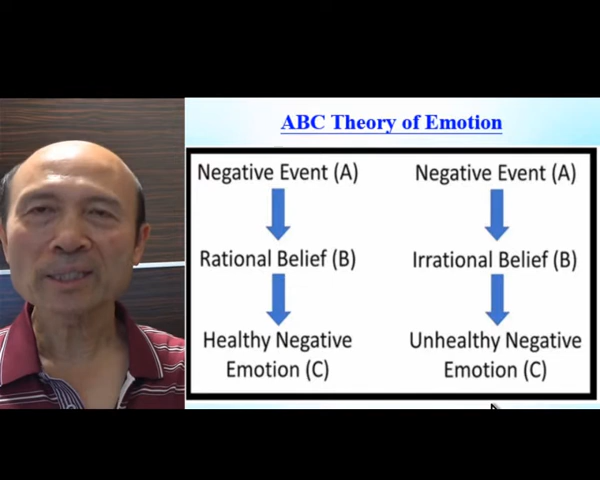 ABC Theory of Emotion
Negative Event (A)
Rational Belief (B)
Healthy Negative
Emotion (C)
Negative Event (A)
Irrational Belief (B)
Unhealthy Negative
Emotion (C)